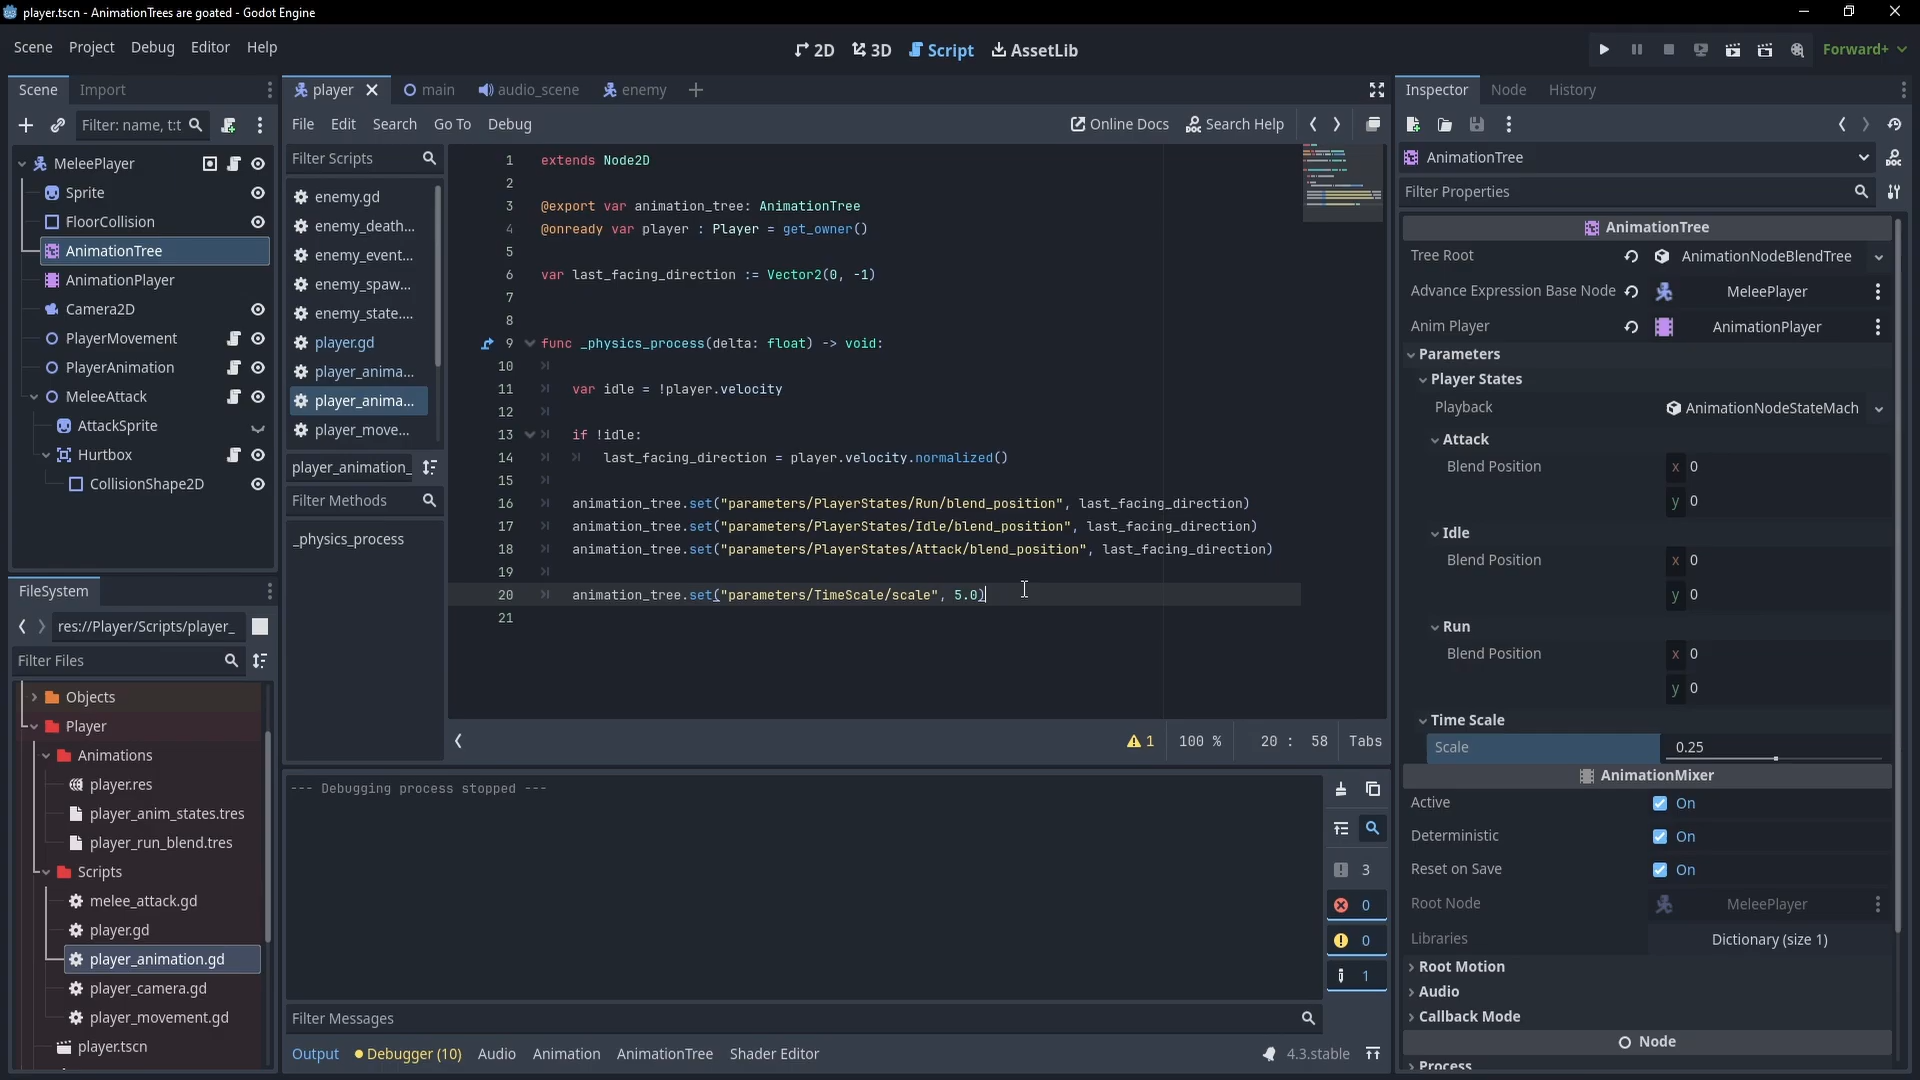 player.tscn - AnimationTrees are goated - Godot Engine
Scene Project Debug Editor Help
2D 3D Script AssetLib
Forward+
Scene Import
Filter: name, t:t
MeleePlayer
Sprite
FloorCollision
AnimationTree
AnimationPlayer
Camera2D
PlayerMovement
PlayerAnimation
MeleeAttack
AttackSprite
Hurtbox
CollisionShape2D
FileSystem
res://Player/Scripts/player_
Filter Files
Objects
Player
Animations
player.res
player_anim_states.tres
player_run_blend.tres
Scripts
melee_attack.gd
player.gd
player_animation.gd
player_camera.gd
player_movement.gd
player.tscn
player main audio_scene enemy
File Edit Search Go To Debug
Online Docs Search Help
Filter Scripts
enemy.gd
enemy_death...
enemy_event...
enemy_spaw...
enemy_state....
player.gd
player_anima...
player_anima...
player_move...
player_animation_
Filter Methods
_physics_process
1 extends Node2D
2
3 @export var animation_tree: AnimationTree
4 @onready var player : Player = get_owner()
5
6 var last_facing_direction := Vector2(0, -1)
7
8
9 func _physics_process(delta: float) -> void:
10
11 var idle = !player.velocity
12
13 if !idle:
14 last_facing_direction = player.velocity.normalized()
15
16 animation_tree.set("parameters/PlayerStates/Run/blend_position", last_facing_direction)
17 animation_tree.set("parameters/PlayerStates/Idle/blend_position", last_facing_direction)
18 animation_tree.set("parameters/PlayerStates/Attack/blend_position", last_facing_direction)
19
20 animation_tree.set("parameters/TimeScale/scale", 5.0)
21
1 100 % 20 : 58 Tabs
--- Debugging process stopped ---
3
0
0
1
Filter Messages
Output Debugger (10) Audio Animation AnimationTree Shader Editor
4.3.stable
Inspector Node History
AnimationTree
Filter Properties
AnimationTree
Tree Root AnimationNodeBlendTree
Advance Expression Base Node MeleePlayer
Anim Player AnimationPlayer
Parameters
Player States
Playback AnimationNodeStateMach
Attack
Blend Position x 0
y 0
Idle
Blend Position x 0
y 0
Run
Blend Position x 0
y 0
Time Scale
Scale 0.25
AnimationMixer
Active On
Deterministic On
Reset on Save On
Root Node MeleePlayer
Libraries Dictionary (size 1)
Root Motion
Audio
Callback Mode
Node
Process